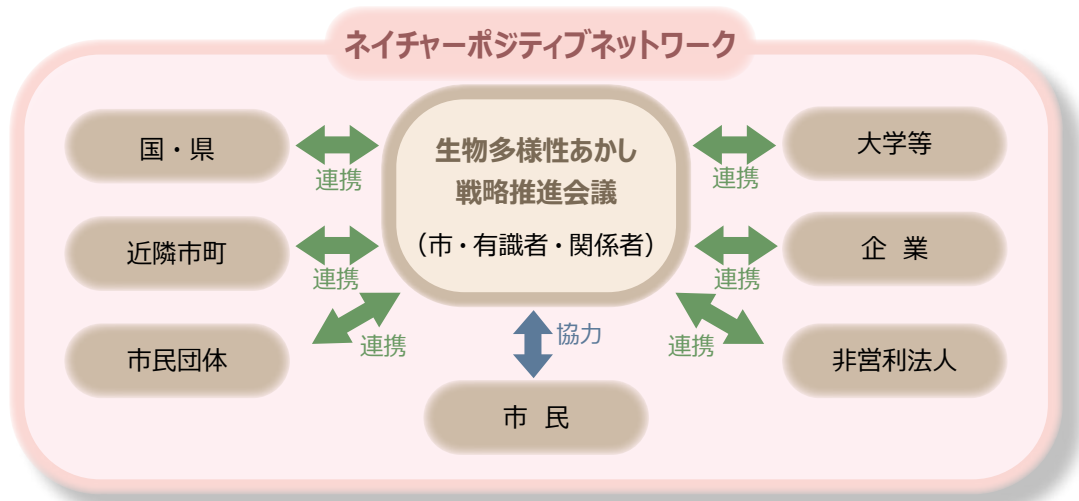 ネイチャーポジティブネットワーク
国・県
連携
生物多様性あかし
戦略推進会議
（市・有識者・関係者）
連携
大学等
近隣市町
連携
連携
企 業
市民団体
連携
協力
連携
非営利法人
市 民